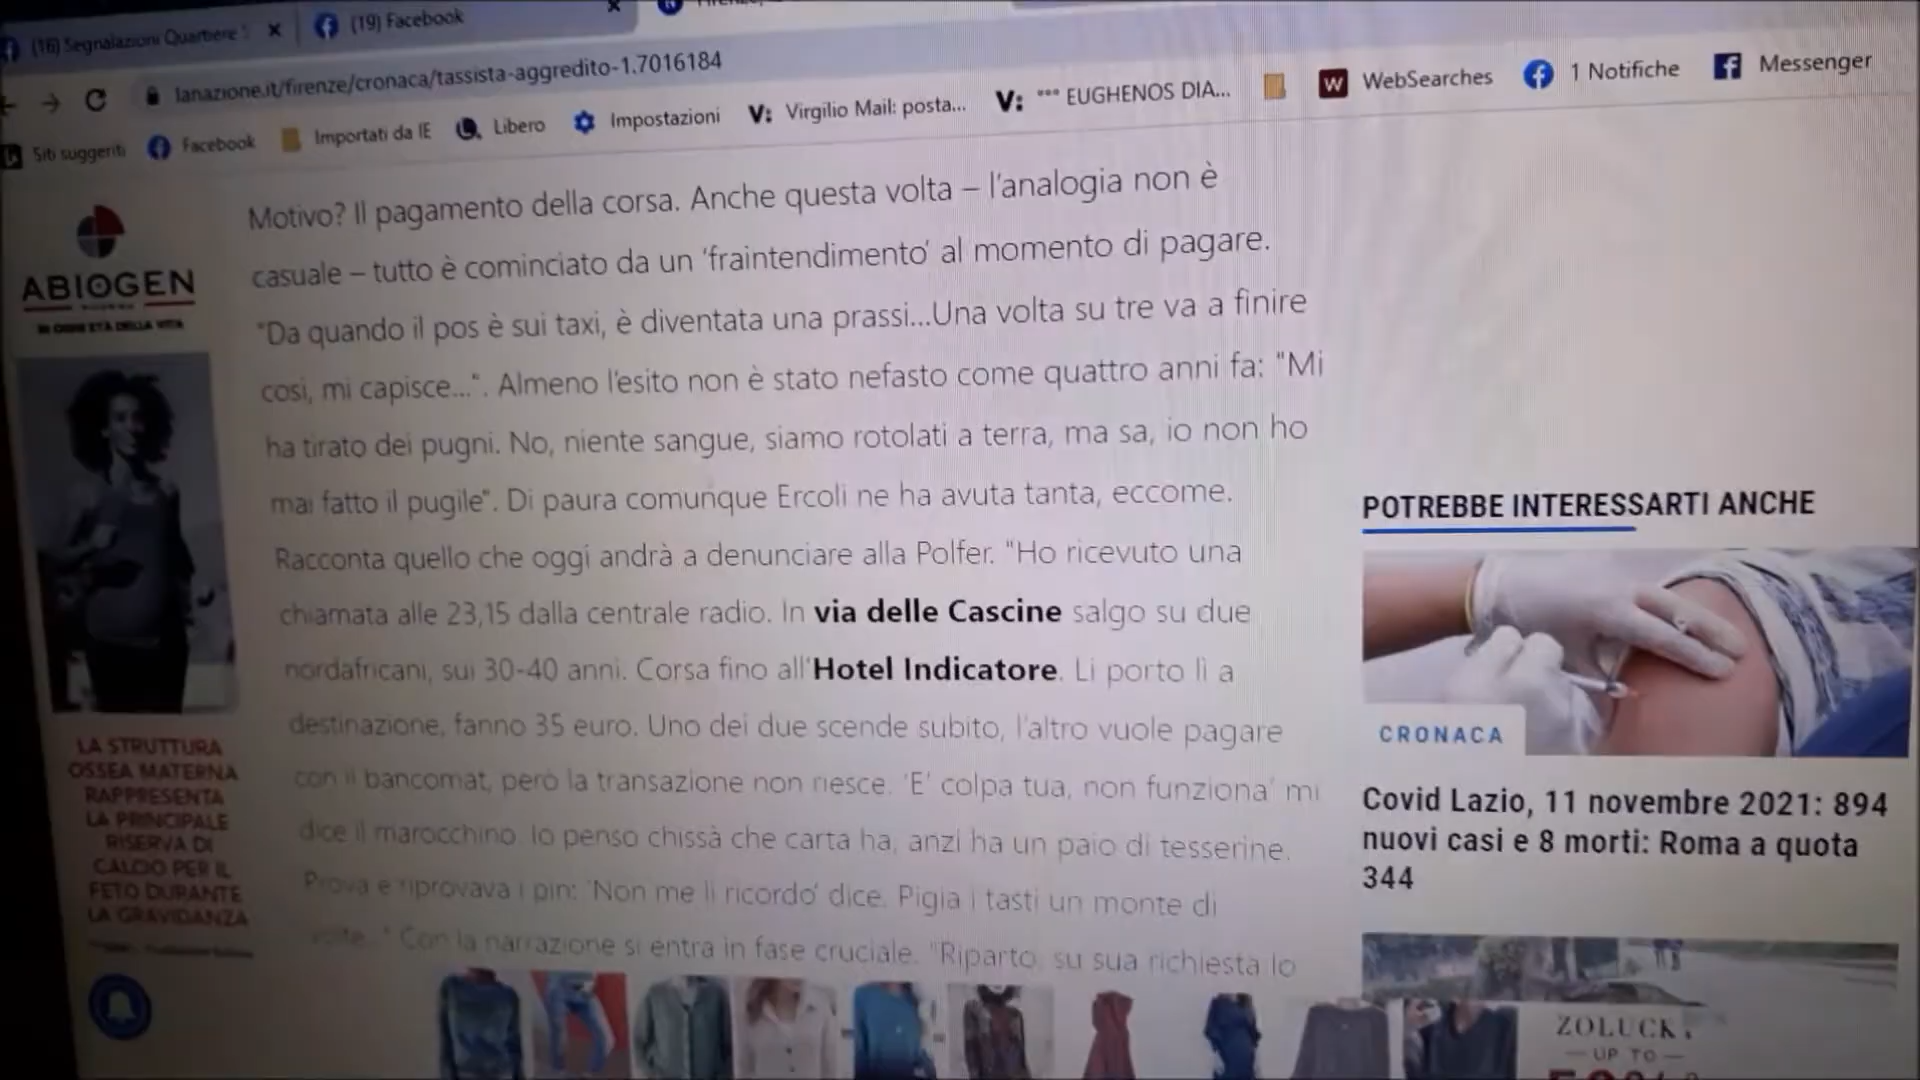 (16) Segnalazioni Quartiere
(19) Facebook
lanazione.it/firenze/cronaca/tassista-aggredito-1.7016184
Siti suggeriti
Facebook
Importati da IE
Libero
Impostazioni
V: Virgilio Mail: posta...
V: *** EUGHENOS DIA...
W WebSearches
1 Notifiche
Messenger
ABIOGEN
PHARMA
IN OGNI ETÀ DELLA VITA
LA STRUTTURA
OSSEA MATERNA
RAPPRESENTA
LA PRINCIPALE
RISERVA DI
CALCIO PER IL
FETO DURANTE
LA GRAVIDANZA
Motivo? Il pagamento della corsa. Anche questa volta – l'analogia non è
casuale – tutto è cominciato da un 'fraintendimento' al momento di pagare.
"Da quando il pos è sui taxi, è diventata una prassi...Una volta su tre va a finire
così, mi capisce...". Almeno l'esito non è stato nefasto come quattro anni fa: "Mi
ha tirato dei pugni. No, niente sangue, siamo rotolati a terra, ma sa, io non ho
mai fatto il pugile". Di paura comunque Ercoli ne ha avuta tanta, eccome.
Racconta quello che oggi andrà a denunciare alla Polfer. "Ho ricevuto una
chiamata alle 23,15 dalla centrale radio. In via delle Cascine salgo su due
nordafricani, sui 30-40 anni. Corsa fino all'Hotel Indicatore. Li porto lì a
destinazione, fanno 35 euro. Uno dei due scende subito, l'altro vuole pagare
con il bancomat, però la transazione non riesce. 'E' colpa tua, non funziona' mi
dice il marocchino. Io penso chissà che carta ha, anzi ha un paio di tesserine.
Prova e riprovava i pin: 'Non me li ricordo' dice. Pigia i tasti un monte di
volte..." Con la narrazione si entra in fase cruciale. "Riparto, su sua richiesta lo
POTREBBE INTERESSARTI ANCHE
CRONACA
Covid Lazio, 11 novembre 2021: 894
nuovi casi e 8 morti: Roma a quota
344
ZOLUCK
UP TO